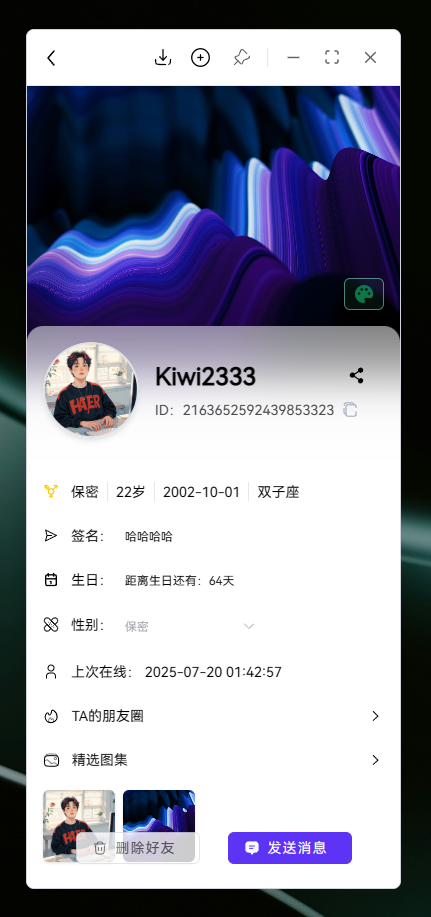 Kiwi2333
ID: 2163652592439853323
保密 22岁 2002-10-01 双子座
签名: 哈哈哈哈
生日: 距离生日还有: 64天
性别: 保密
上次在线: 2025-07-20 01:42:57
TA的朋友圈
精选图集
删除好友 发送消息